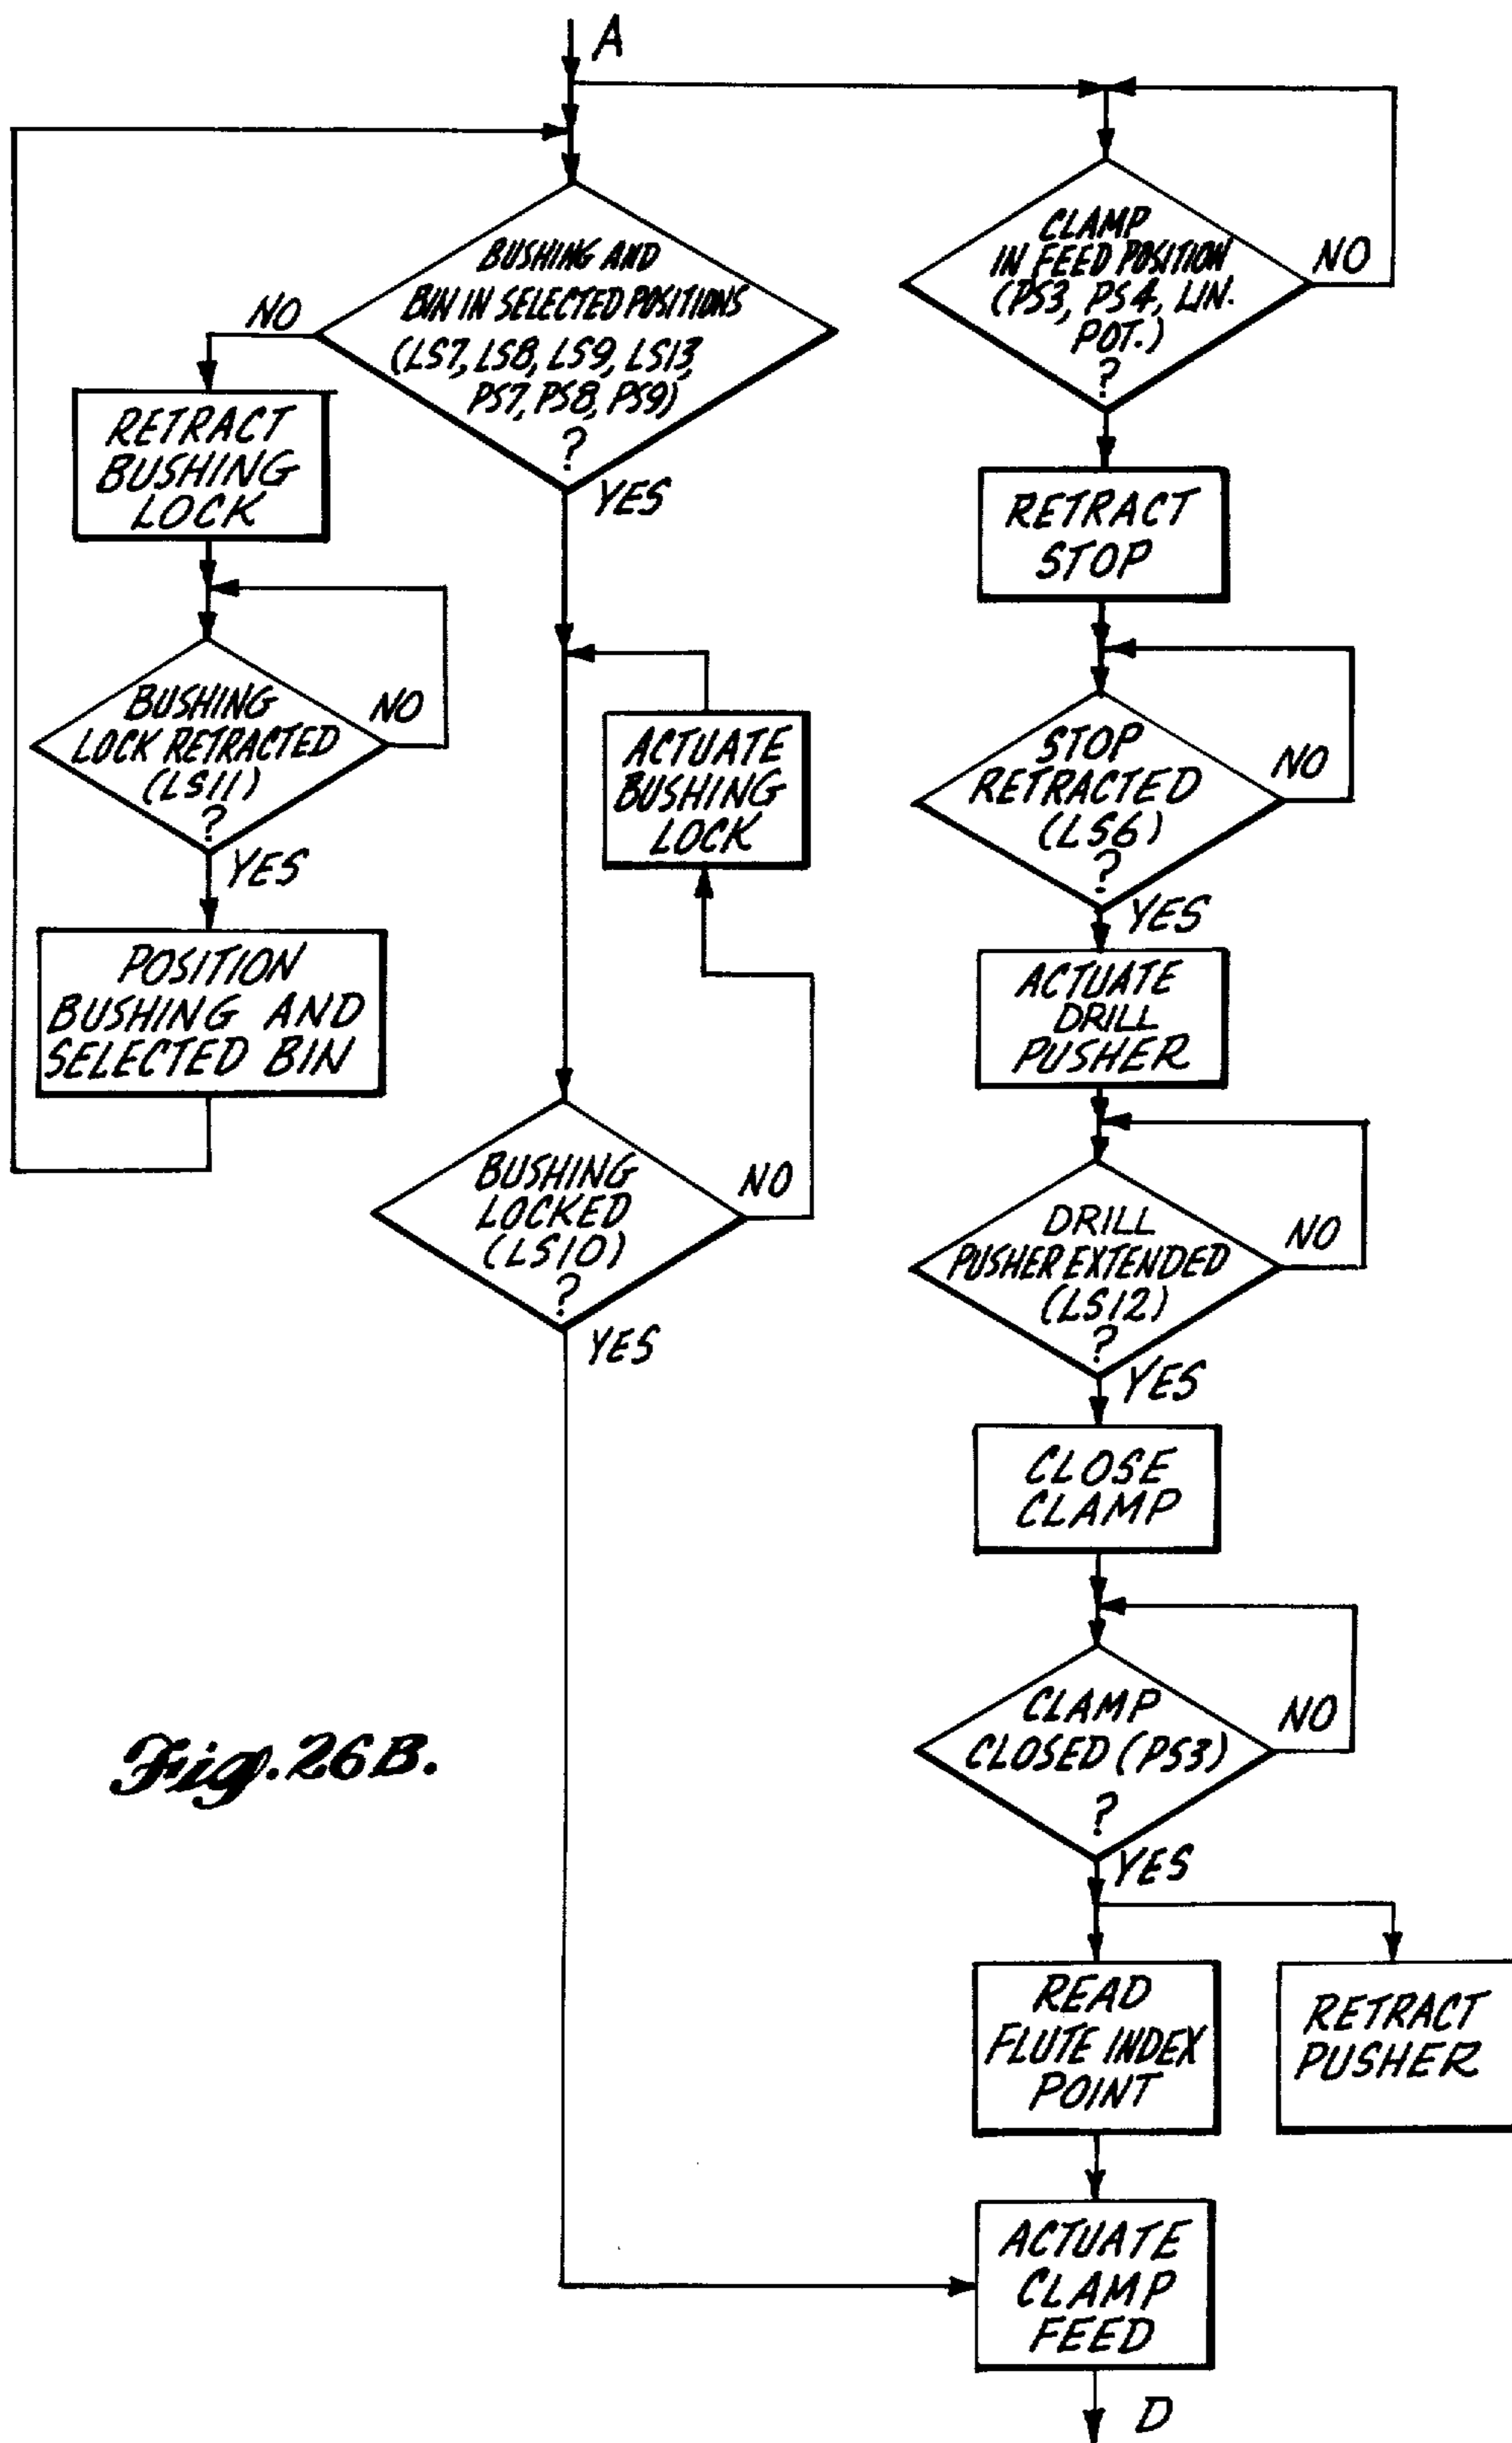 A
BUSHING AND
BIN IN SELECTED POSITIONS
(LS7, LS8, LS9, LS13,
PS7, PS8, PS9)
?
NO
YES
RETRACT
BUSHING
LOCK
BUSHING
LOCK RETRACTED
(LS11)
?
NO
YES
POSITION
BUSHING AND
SELECTED BIN
ACTUATE
BUSHING
LOCK
BUSHING
LOCKED
(LS10)
?
NO
YES
CLAMP
IN FEED POSITION
(PS3, PS4, LIN.
POT.)
?
NO
RETRACT
STOP
STOP
RETRACTED
(LS6)
?
NO
YES
ACTUATE
DRILL
PUSHER
DRILL
PUSHER EXTENDED
(LS12)
?
NO
YES
CLOSE
CLAMP
CLAMP
CLOSED (PS3)
?
NO
YES
READ
FLUTE INDEX
POINT
RETRACT
PUSHER
ACTUATE
CLAMP
FEED
D
Fig. 26B.